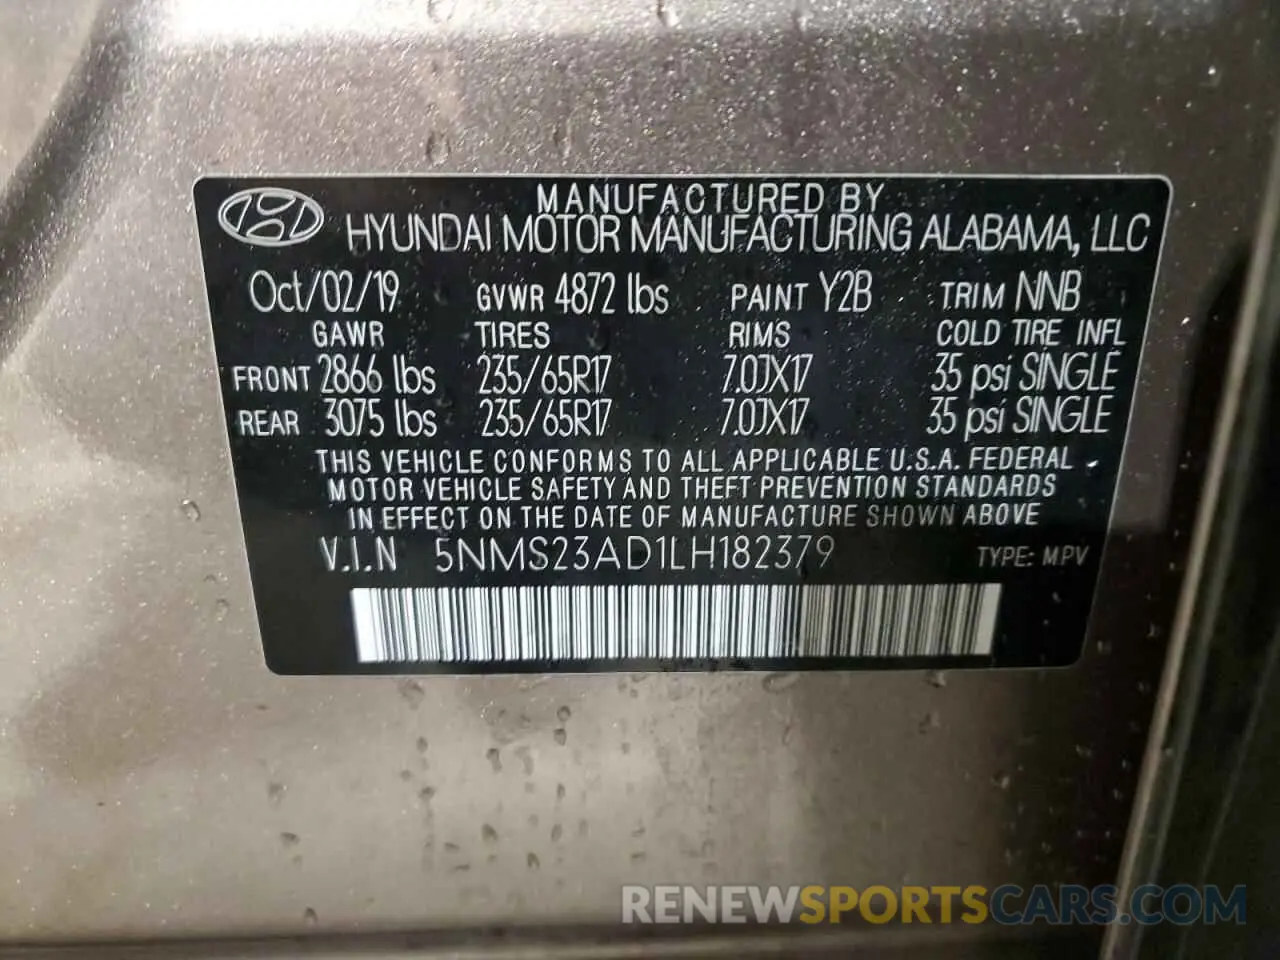 MANUFACTURED BY
HYUNDAI MOTOR MANUFACTURING ALABAMA, LLC
Oct/02/19 GVWR 4872 lbs PAINT Y2B TRIM NNB
GAWR TIRES RIMS COLD TIRE INFL
FRONT 2866 lbs 235/65R17 7.0JX17 35 psi SINGLE
REAR 3075 lbs 235/65R17 7.0JX17 35 psi SINGLE
THIS VEHICLE CONFORMS TO ALL APPLICABLE U.S.A. FEDERAL
MOTOR VEHICLE SAFETY AND THEFT PREVENTION STANDARDS
IN EFFECT ON THE DATE OF MANUFACTURE SHOWN ABOVE
V.I.N 5NMS23AD1LH182379 TYPE: MPV
RENEWSPORTSCARS.COM